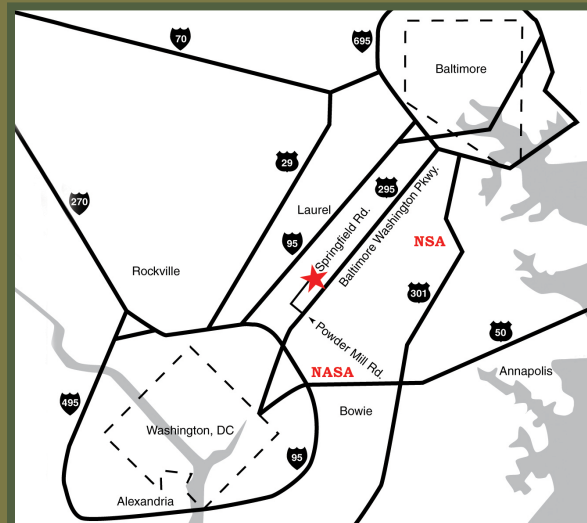 70
695
Baltimore
29
295
270
Laurel
95
Springfield Rd.
Baltimore Washington Pkwy.
NSA
Rockville
301
50
Powder Mill Rd.
NASA
Annapolis
495
Bowie
Washington, DC
95
Alexandria